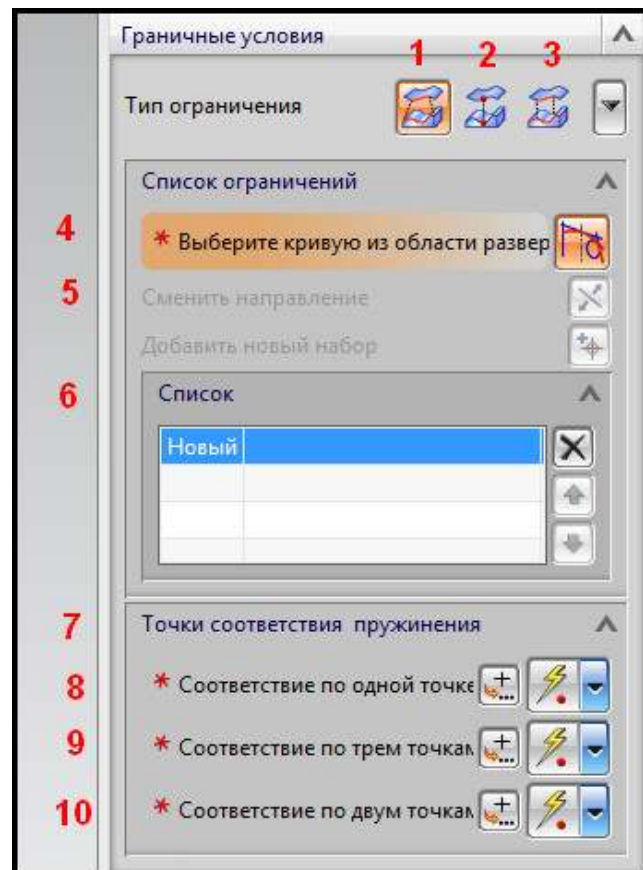 Граничные условия
1 2 3
Тип ограничения
Список ограничений
4 * Выберите кривую из области развер
5 Сменить направление
Добавить новый набор
6 Список
Новый
7 Точки соответствия пружинения
8 * Соответствие по одной точке
9 * Соответствие по трем точкам
10 * Соответствие по двум точкам